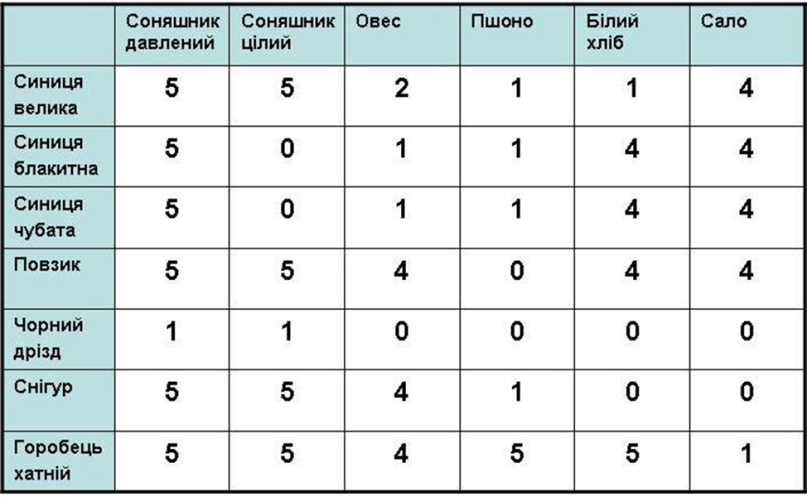 Соняшник давлений Соняшник цілий Овес Пшоно Білий хліб Сало
Синиця велика 5 5 2 1 1 4
Синиця блакитна 5 0 1 1 4 4
Синиця чубата 5 0 1 1 4 4
Повзик 5 5 4 0 4 4
Чорний дрізд 1 1 0 0 0 0
Снігур 5 5 4 1 0 0
Горобець хатній 5 5 4 5 5 1